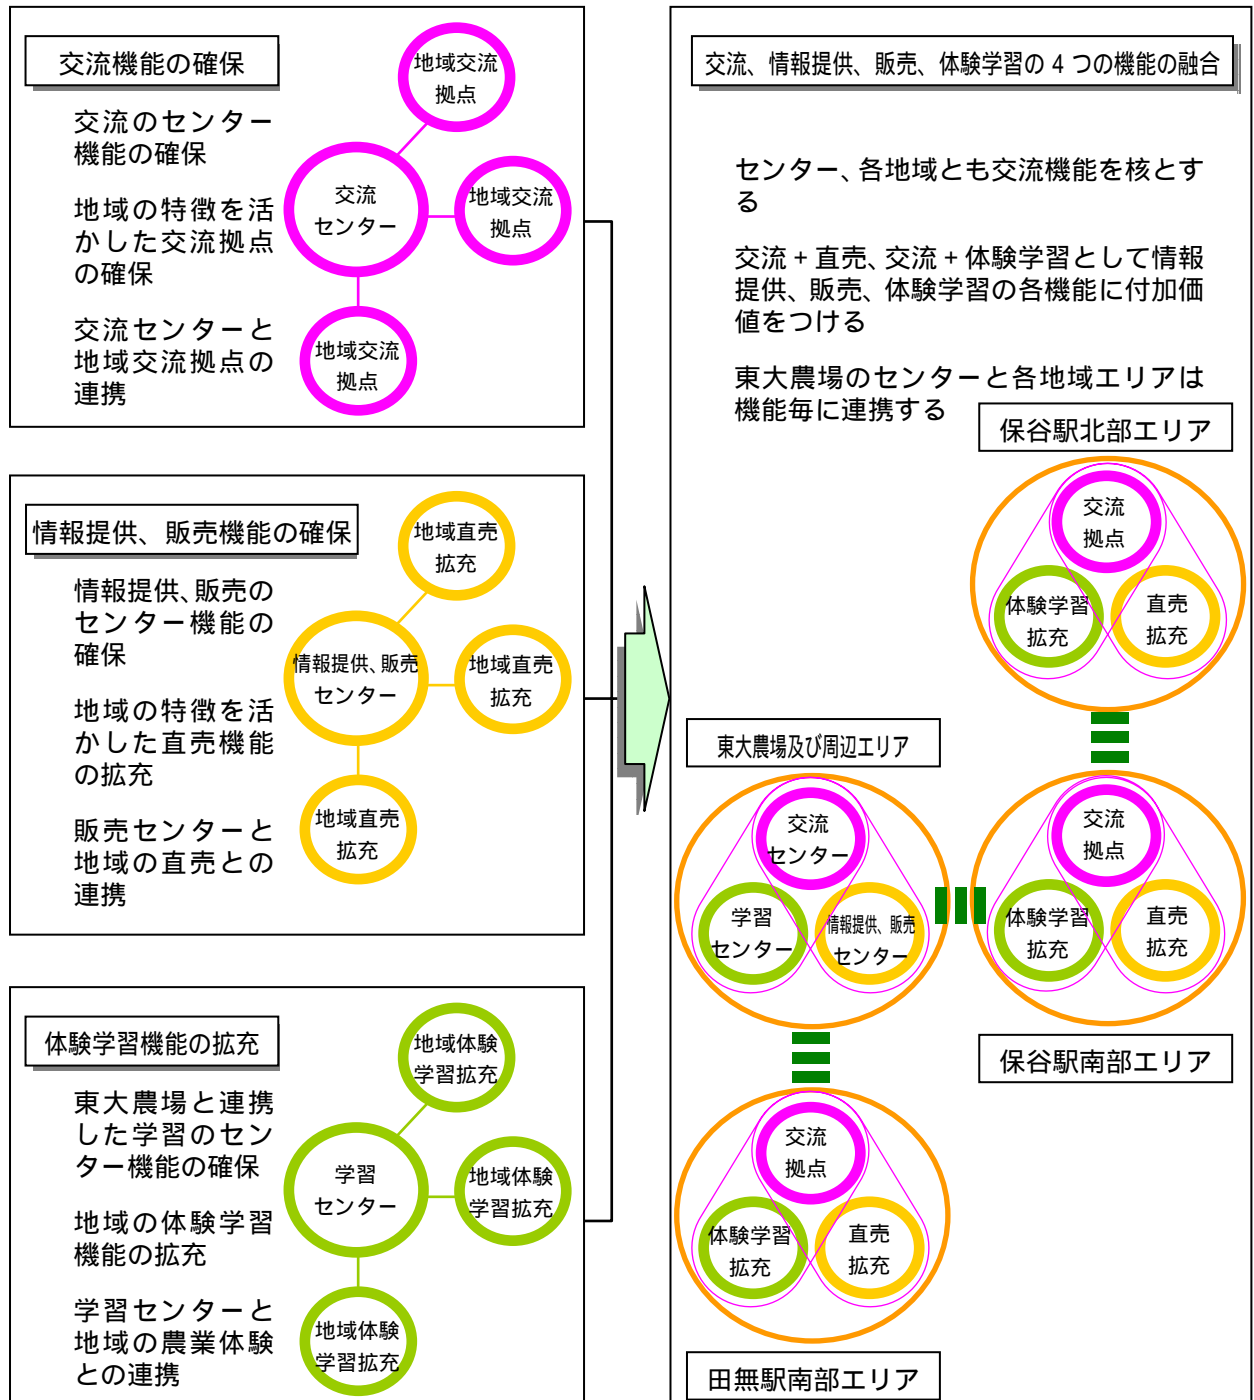 交流機能の確保
交流のセンター
機能の確保
地域の特徴を活
かした交流拠点
の確保
交流センターと
地域交流拠点の
連携
地域交流
拠点
交流
センター
地域交流
拠点
地域交流
拠点
情報提供、販売機能の確保
情報提供、販売の
センター機能の
確保
地域の特徴を活
かした直売機能
の拡充
販売センターと
地域の直売との
連携
地域直売
拡充
情報提供、販売
センター
地域直売
拡充
地域直売
拡充
体験学習機能の拡充
東大農場と連携
した学習のセン
ター機能の確保
地域の体験学習
機能の拡充
学習センターと
地域の農業体験
との連携
地域体験
学習拡充
学習
センター
地域体験
学習拡充
地域体験
学習拡充
交流、情報提供、販売、体験学習の4つの機能の融合
センター、各地域とも交流機能を核とす
る
交流+直売、交流+体験学習として情報
提供、販売、体験学習の各機能に付加価
値をつける
東大農場のセンターと各地域エリアは
機能毎に連携する
保谷駅北部エリア
交流
拠点
体験学習
拡充
直売
拡充
東大農場及び周辺エリア
交流
センター
学習
センター
情報提供、販売
センター
交流
拠点
体験学習
拡充
直売
拡充
保谷駅南部エリア
交流
拠点
体験学習
拡充
直売
拡充
田無駅南部エリア